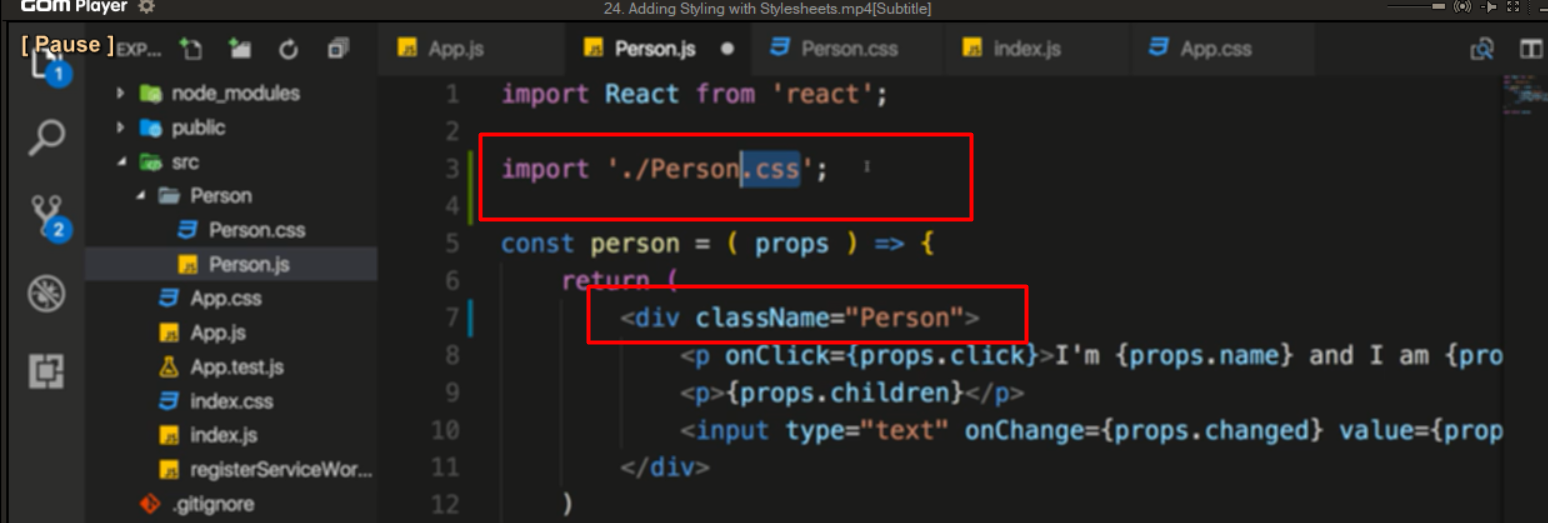 GOM Player
24. Adding Styling with Stylesheets.mp4[Subtitle]
[ Pause ]
EXP...
App.js
Person.js
Person.css
index.js
App.css
1
2
node_modules
public
src
Person
Person.css
Person.js
App.css
App.js
App.test.js
index.css
index.js
registerServiceWor...
.gitignore
1 import React from 'react';
2
3 import './Person.css';
4
5 const person = ( props ) => {
6 return (
7 <div className="Person">
8 <p onClick={props.click}>I'm {props.name} and I am {pro
9 <p>{props.children}</p>
10 <input type="text" onChange={props.changed} value={prop
11 </div>
12 )